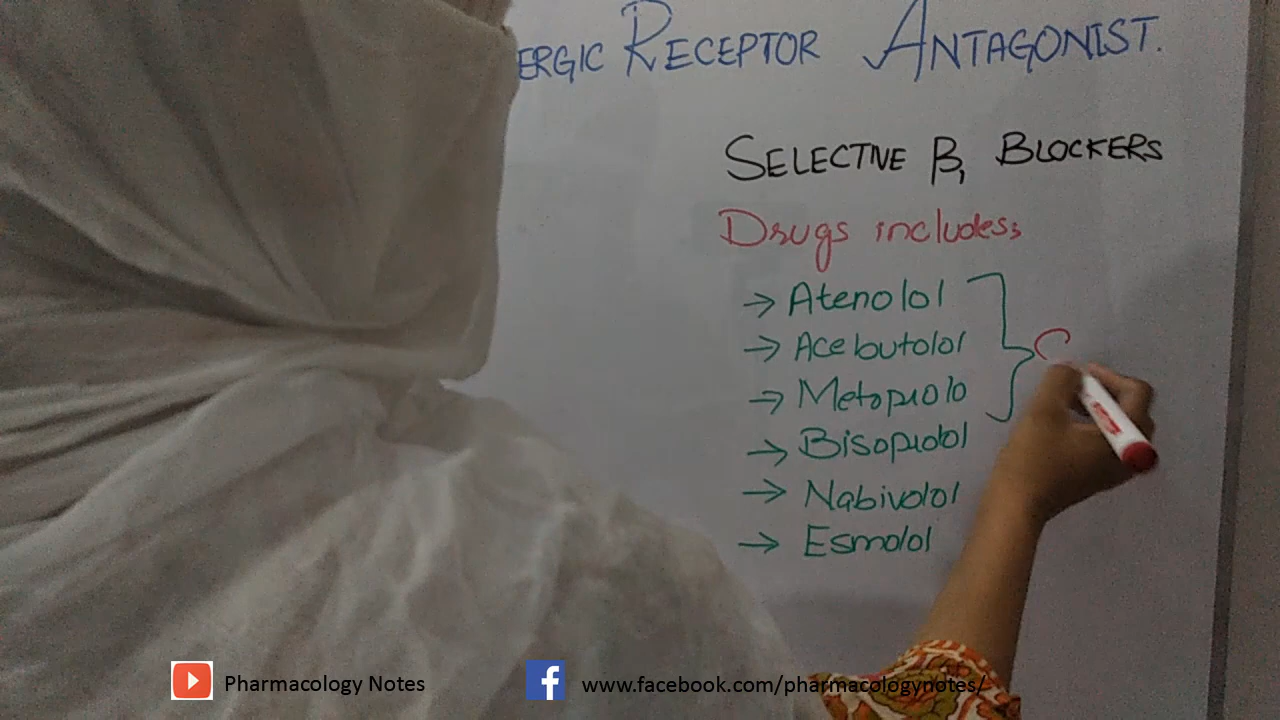 ERGIC RECEPTOR ANTAGONIST.
SELECTIVE β₁ BLOCKERS
Drugs includes
→ Atenolol
→ Acebutolol
→ Metoprolo
→ Bisoprolol
→ Nabivolol
→ Esmolol
Pharmacology Notes
www.facebook.com/pharmacologynotes/